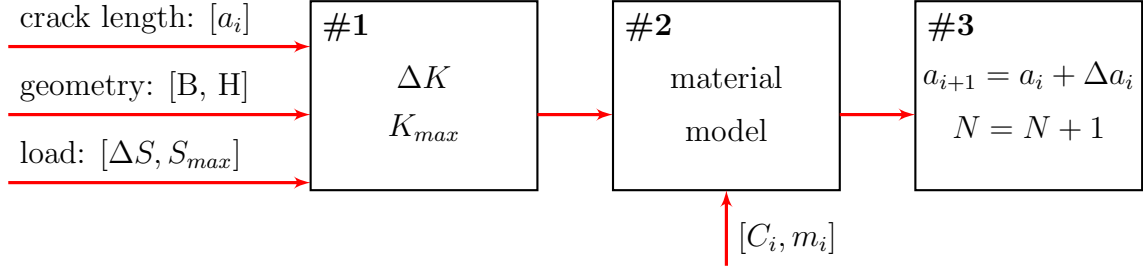 crack length: [a_i]
geometry: [B, H]
load: [ΔS, S_max]
#1
ΔK
K_max
#2
material
model
[C_i, m_i]
#3
a_{i+1} = a_i + Δa_i
N = N + 1